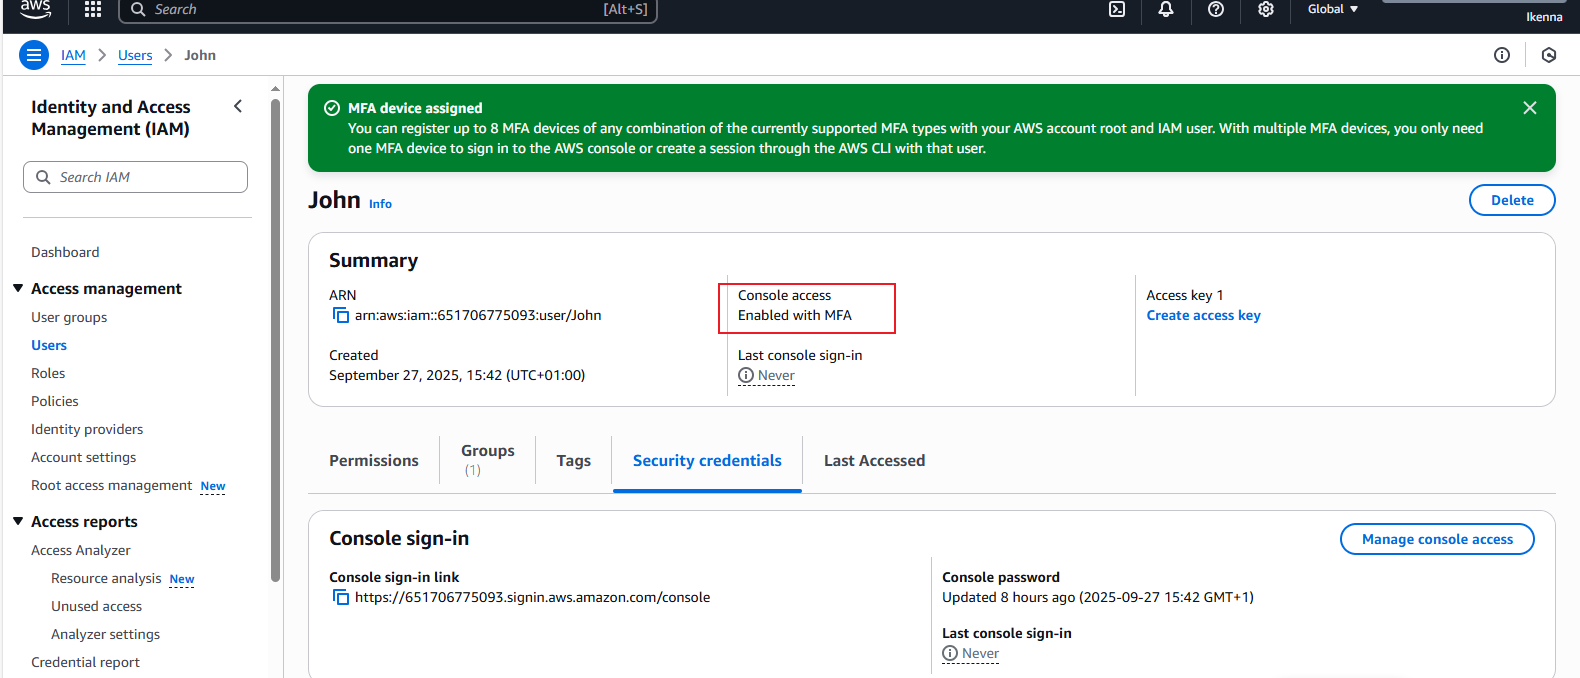 aws
Search
[Alt+S]
Global
Ikenna
IAM
Users
John
Identity and Access
Management (IAM)
Search IAM
Dashboard
Access management
User groups
Users
Roles
Policies
Identity providers
Account settings
Root access management New
Access reports
Access Analyzer
Resource analysis New
Unused access
Analyzer settings
Credential report
MFA device assigned
You can register up to 8 MFA devices of any combination of the currently supported MFA types with your AWS account root and IAM user. With multiple MFA devices, you only need
one MFA device to sign in to the AWS console or create a session through the AWS CLI with that user.
John Info
Delete
Summary
ARN
arn:aws:iam::651706775093:user/John
Created
September 27, 2025, 15:42 (UTC+01:00)
Console access
Enabled with MFA
Last console sign-in
Never
Access key 1
Create access key
Permissions
Groups
(1)
Tags
Security credentials
Last Accessed
Console sign-in
Manage console access
Console sign-in link
https://651706775093.signin.aws.amazon.com/console
Console password
Updated 8 hours ago (2025-09-27 15:42 GMT+1)
Last console sign-in
Never